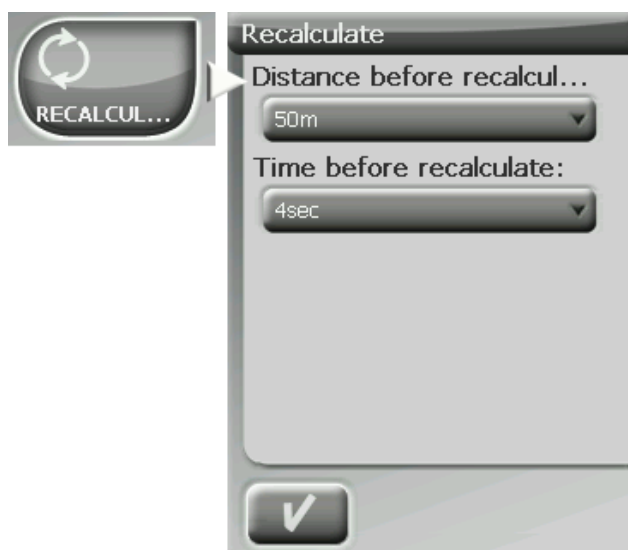 RECALCUL...
Recalculate
Distance before recalcul...
50m
Time before recalculate:
4sec